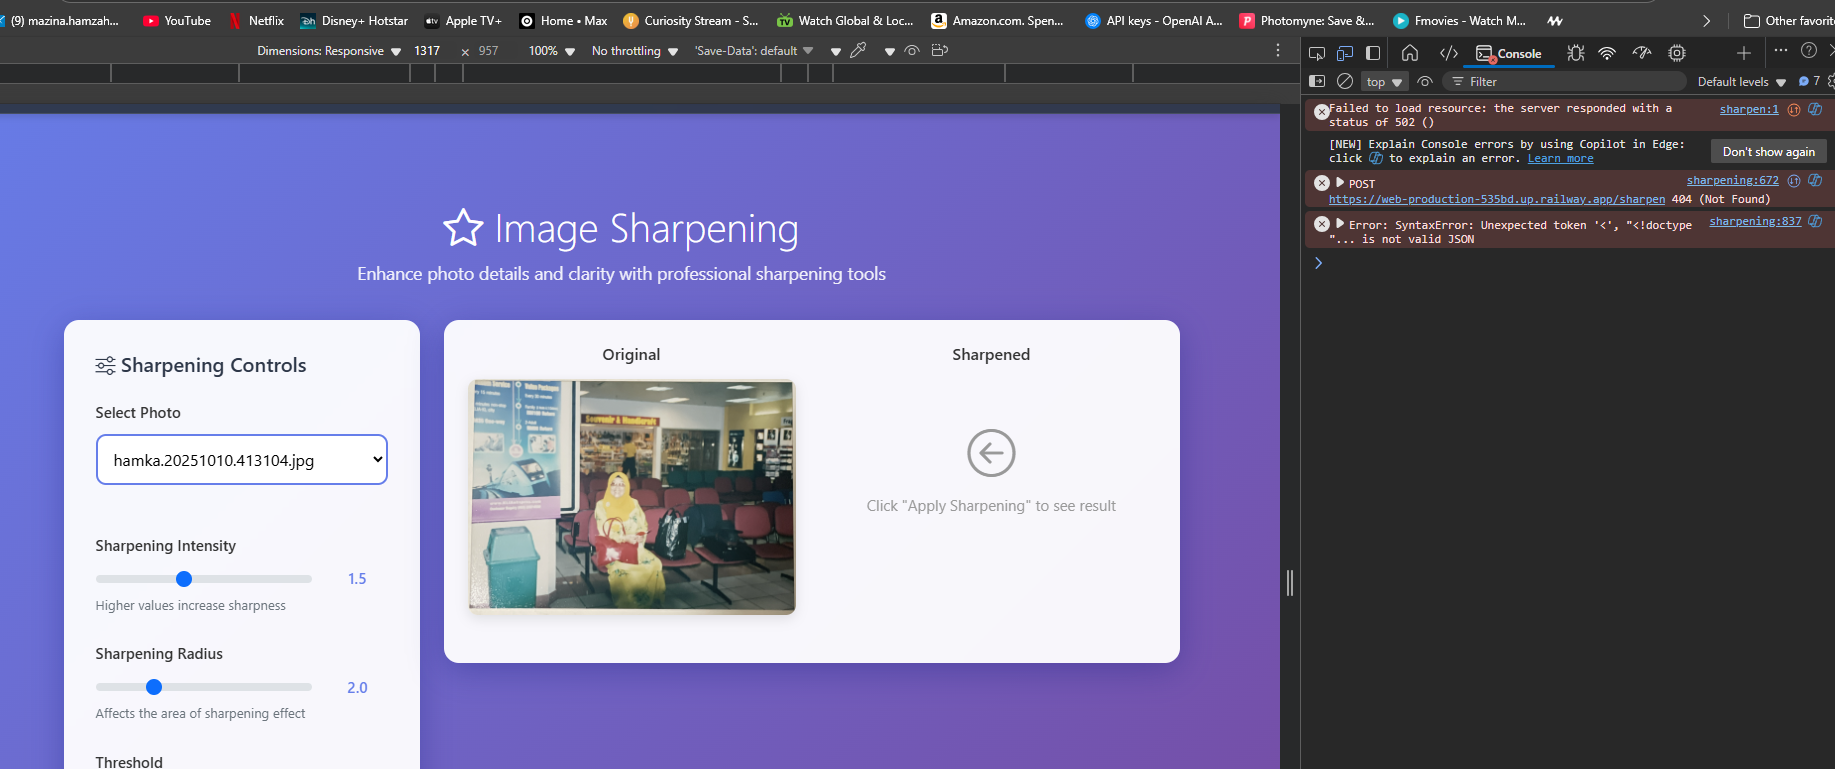 (9) mazina.hamzah...
YouTube
Netflix
Disney+ Hotstar
Apple TV+
Home • Max
Curiosity Stream - S...
Watch Global & Loc...
Amazon.com. Spen...
API keys - OpenAI A...
Photomyne: Save &...
Fmovies - Watch M...
Other favorit
Dimensions: Responsive
1317 × 957
100%
No throttling
'Save-Data': default
Console
top
Filter
Default levels
7
Failed to load resource: the server responded with a
status of 502 ()
sharpen:1
[NEW] Explain Console errors by using Copilot in Edge:
click to explain an error. Learn more
Don't show again
POST
sharpening:672
https://web-production-535bd.up.railway.app/sharpen 404 (Not Found)
Error: SyntaxError: Unexpected token '<', "<!doctype
"... is not valid JSON
sharpening:837
Image Sharpening
Enhance photo details and clarity with professional sharpening tools
Sharpening Controls
Select Photo
hamka.20251010.413104.jpg
Sharpening Intensity
1.5
Higher values increase sharpness
Sharpening Radius
2.0
Affects the area of sharpening effect
Threshold
Original
Souvenir & Handicraft
Sharpened
Click "Apply Sharpening" to see result